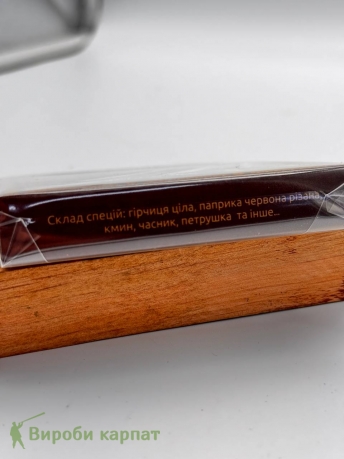 Склад спецій: гірчиця ціла, паприка червона різана,
кмин, часник, петрушка та інше...
Вироби карпат